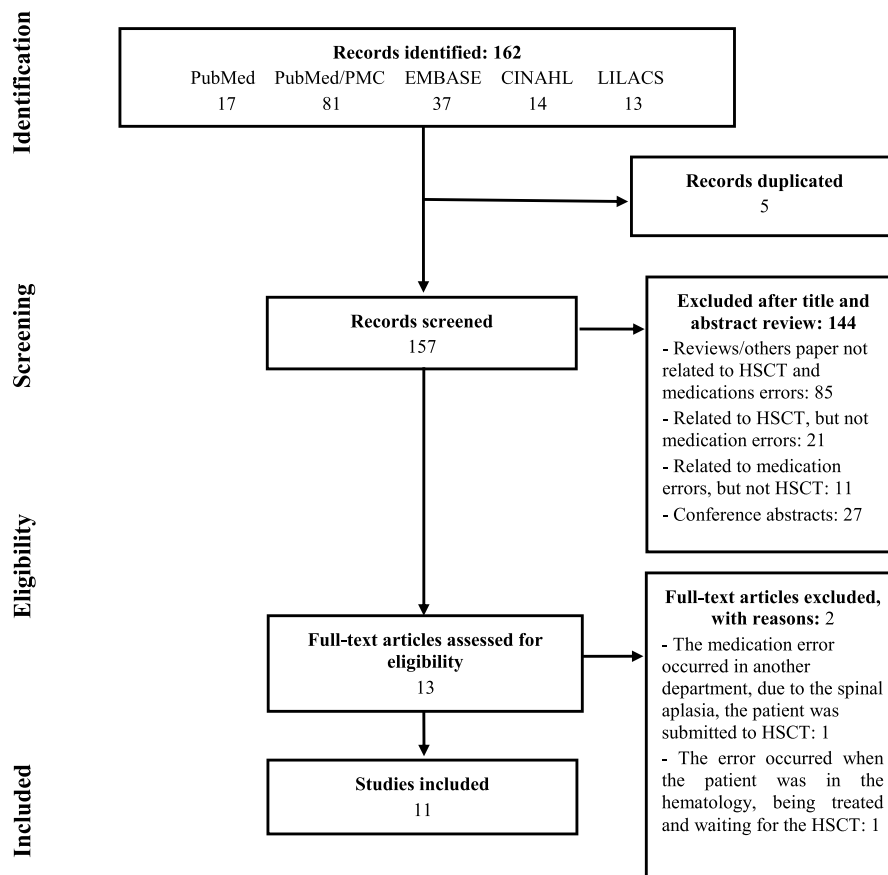 Identification
Records identified: 162
PubMed PubMed/PMC EMBASE CINAHL LILACS
17 81 37 14 13
Records duplicated
5
Screening
Records screened
157
Excluded after title and
abstract review: 144
- Reviews/others paper not
related to HSCT and
medications errors: 85
- Related to HSCT, but not
medication errors: 21
- Related to medication
errors, but not HSCT: 11
- Conference abstracts: 27
Eligibility
Full-text articles assessed for
eligibility
13
Full-text articles excluded,
with reasons: 2
- The medication error
occurred in another
department, due to the spinal
aplasia, the patient was
submitted to HSCT: 1
- The error occurred when
the patient was in the
hematology, being treated
and waiting for the HSCT: 1
Included
Studies included
11